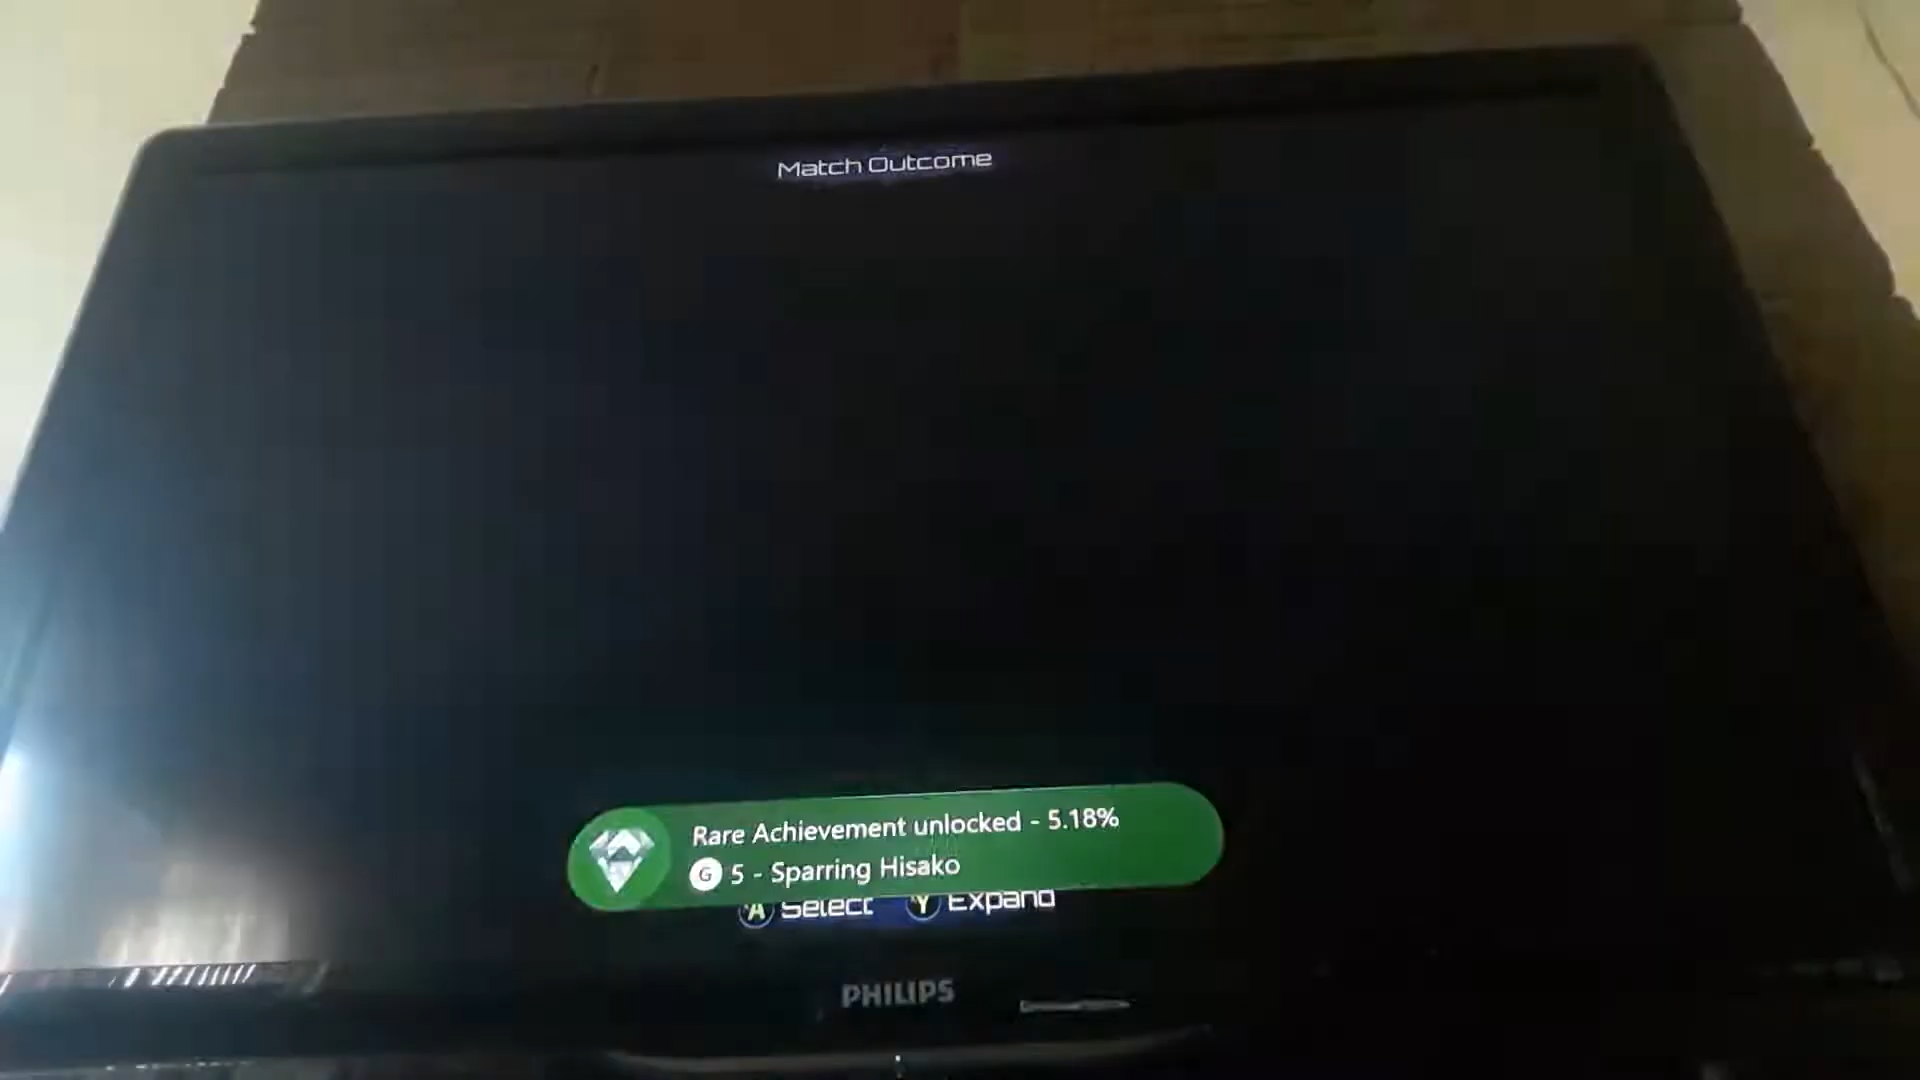 Match Outcome
Rare Achievement unlocked - 5.18%
G 5 - Sparring Hisako
A Select Y Expand
PHILIPS